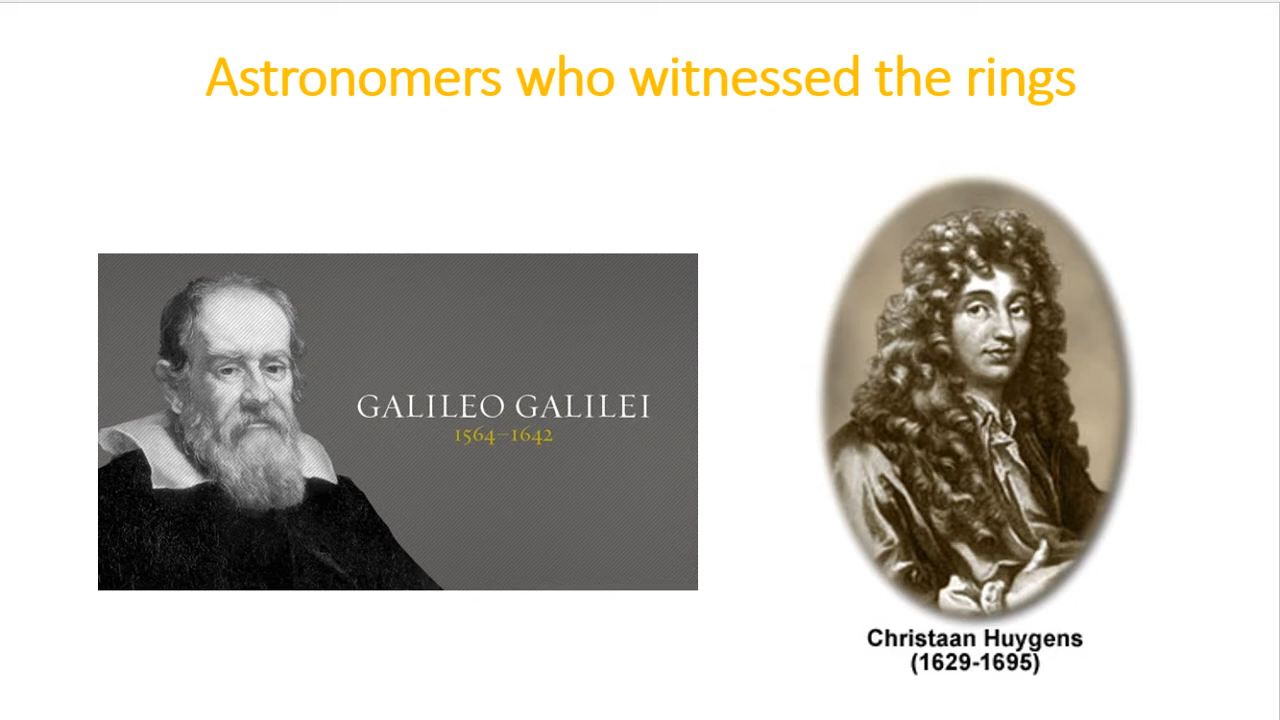 Astronomers who witnessed the rings
GALILEO GALILEI
1564–1642
Christaan Huygens
(1629-1695)